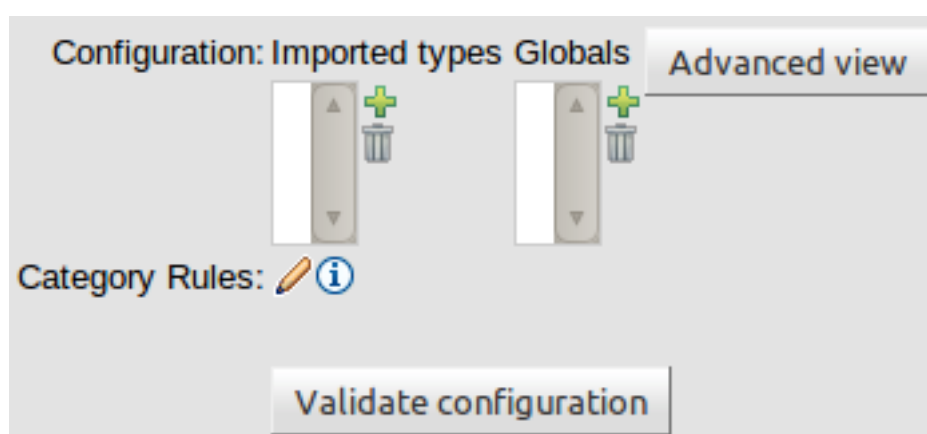 Configuration: Imported types Globals Advanced view
Category Rules:
Validate configuration